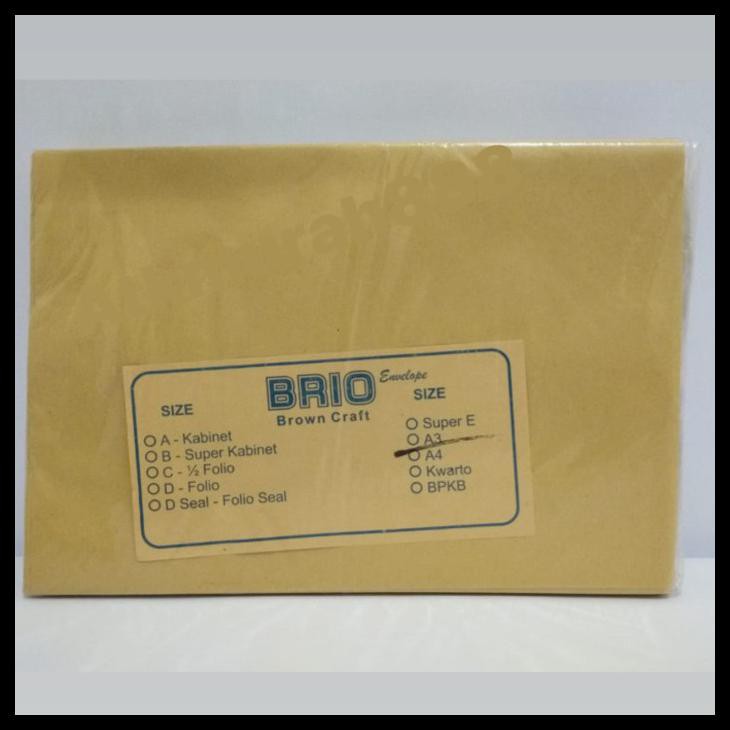 BRIO Envelope
Brown Craft
SIZE
○ A - Kabinet
○ B - Super Kabinet
○ C - ½ Folio
○ D - Folio
○ D Seal - Folio Seal
SIZE
○ Super E
○ A3
○ A4
○ Kwarto
○ BPKB